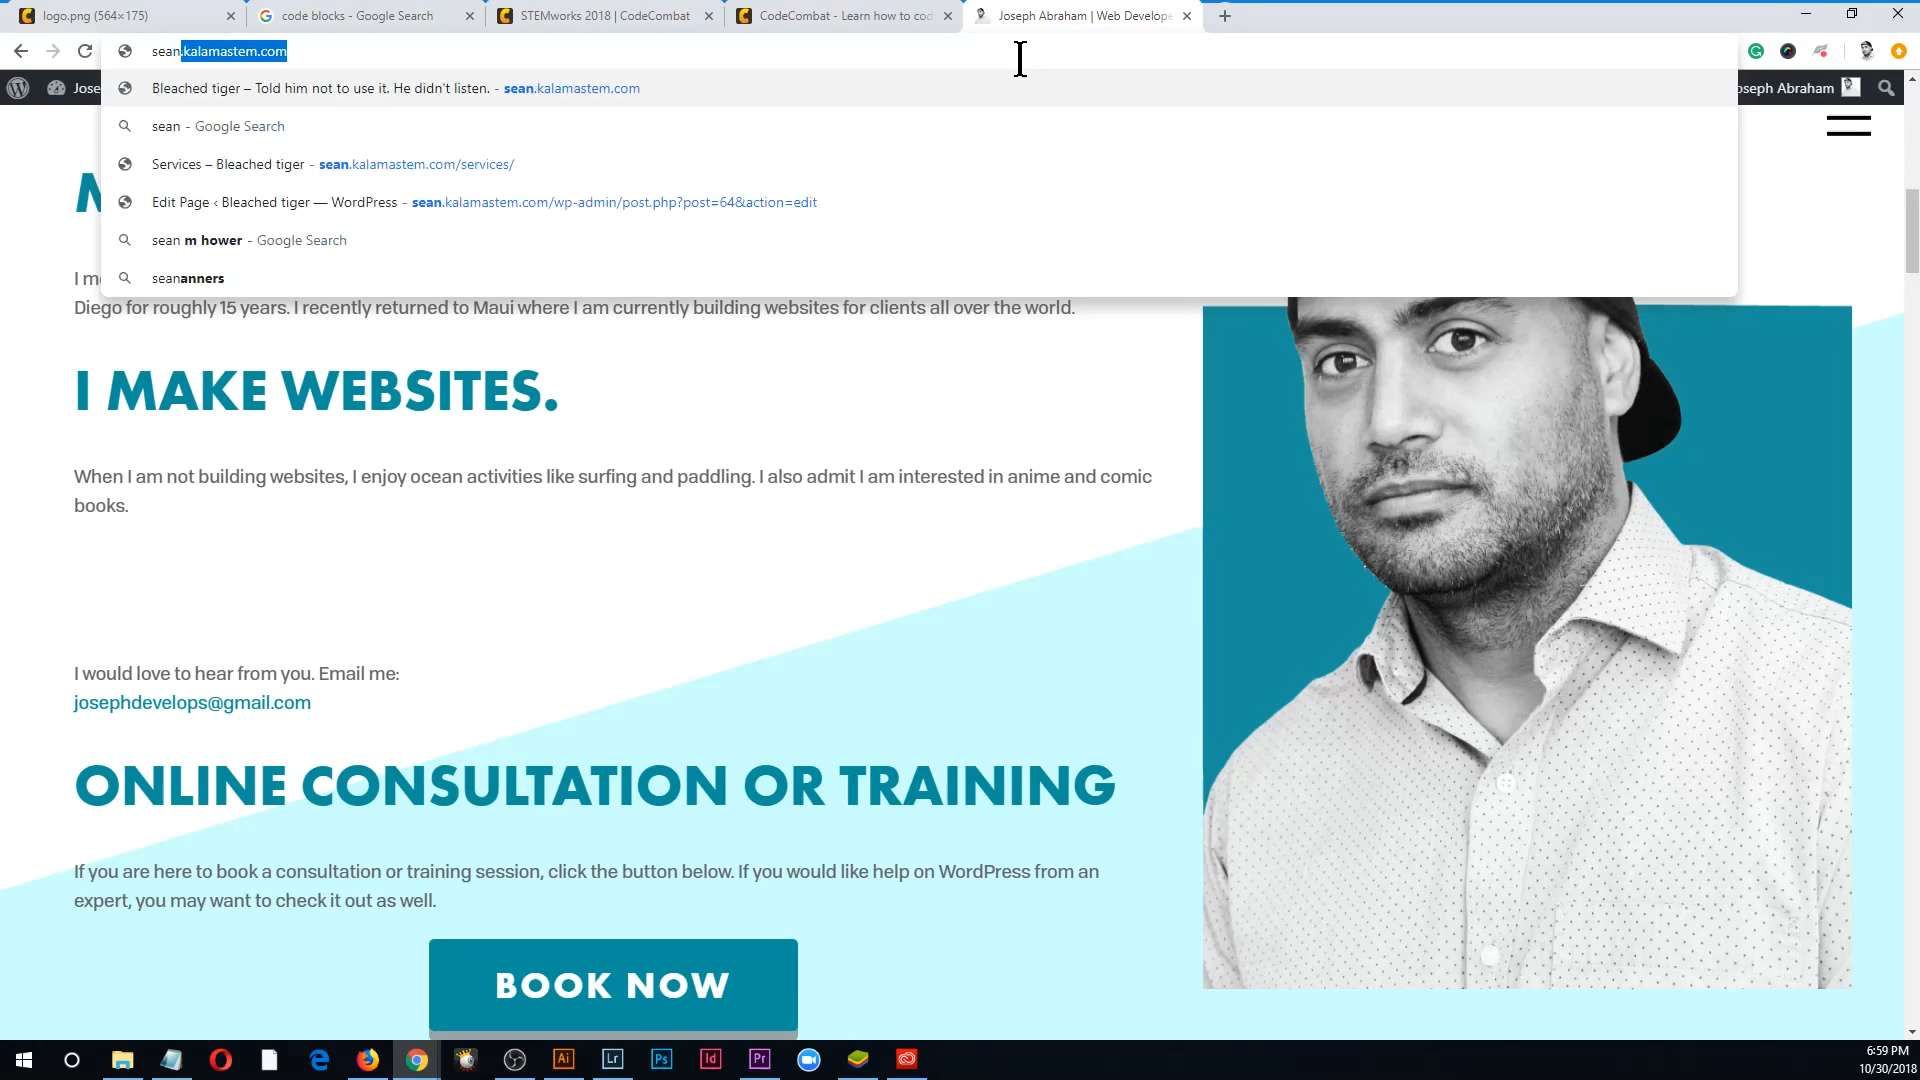 logo.png (564×175)
code blocks - Google Search
STEMworks 2018 | CodeCombat
CodeCombat - Learn how to cod
Joseph Abraham | Web Develope
sean.kalamastem.com
Jose
oseph Abraham
Bleached tiger – Told him not to use it. He didn't listen. - sean.kalamastem.com
sean - Google Search
Services – Bleached tiger - sean.kalamastem.com/services/
Edit Page ‹ Bleached tiger — WordPress - sean.kalamastem.com/wp-admin/post.php?post=64&action=edit
sean m hower - Google Search
seananners
Diego for roughly 15 years. I recently returned to Maui where I am currently building websites for clients all over the world.
I MAKE WEBSITES.
When I am not building websites, I enjoy ocean activities like surfing and paddling. I also admit I am interested in anime and comic
books.
I would love to hear from you. Email me:
josephdevelops@gmail.com
ONLINE CONSULTATION OR TRAINING
If you are here to book a consultation or training session, click the button below. If you would like help on WordPress from an
expert, you may want to check it out as well.
BOOK NOW
Ai
Lr
Ps
Id
Pr
6:59 PM
10/30/2018